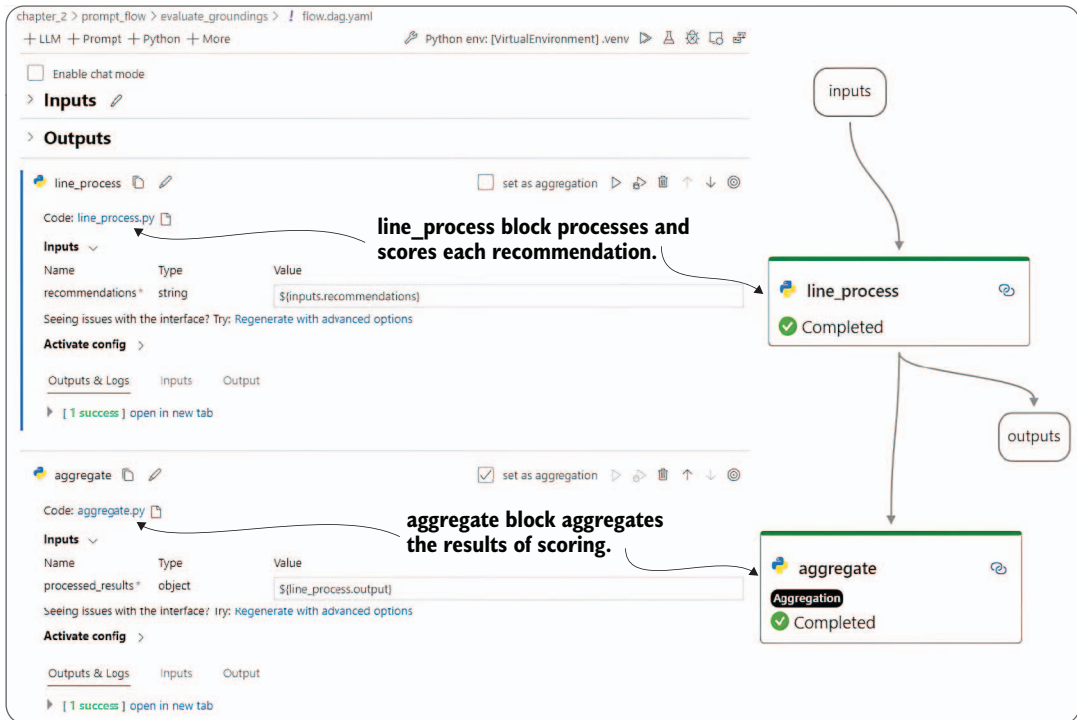 chapter_2 > prompt_flow > evaluate_groundings > ! flow.dag.yaml
+ LLM + Prompt + Python + More
Python env: [VirtualEnvironment] .venv
Enable chat mode
> Inputs
> Outputs
line_process
set as aggregation
Code: line_process.py
line_process block processes and
scores each recommendation.
Inputs
Name Type Value
recommendations* string ${inputs.recommendations}
Seeing issues with the interface? Try: Regenerate with advanced options
Activate config >
Outputs & Logs Inputs Output
[ 1 success ] open in new tab
aggregate
set as aggregation
Code: aggregate.py
aggregate block aggregates
the results of scoring.
Inputs
Name Type Value
processed_results* object ${line_process.output}
Seeing issues with the interface? Try: Regenerate with advanced options
Activate config >
Outputs & Logs Inputs Output
[ 1 success ] open in new tab
inputs
line_process
Completed
outputs
aggregate
Aggregation
Completed